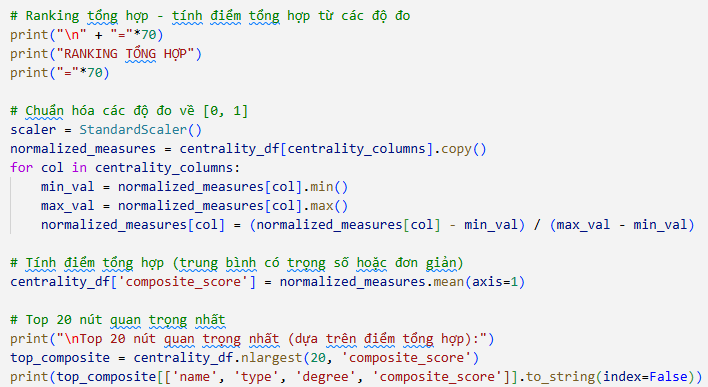 # Ranking tổng hợp - tính điểm tổng hợp từ các độ đo
print("\n" + "="*70)
print("RANKING TỔNG HỢP")
print("="*70)

# Chuẩn hóa các độ đo về [0, 1]
scaler = StandardScaler()
normalized_measures = centrality_df[centrality_columns].copy()
for col in centrality_columns:
    min_val = normalized_measures[col].min()
    max_val = normalized_measures[col].max()
    normalized_measures[col] = (normalized_measures[col] - min_val) / (max_val - min_val)

# Tính điểm tổng hợp (trung bình có trọng số hoặc đơn giản)
centrality_df['composite_score'] = normalized_measures.mean(axis=1)

# Top 20 nút quan trọng nhất
print("\nTop 20 nút quan trọng nhất (dựa trên điểm tổng hợp):")
top_composite = centrality_df.nlargest(20, 'composite_score')
print(top_composite[['name', 'type', 'degree', 'composite_score']].to_string(index=False))